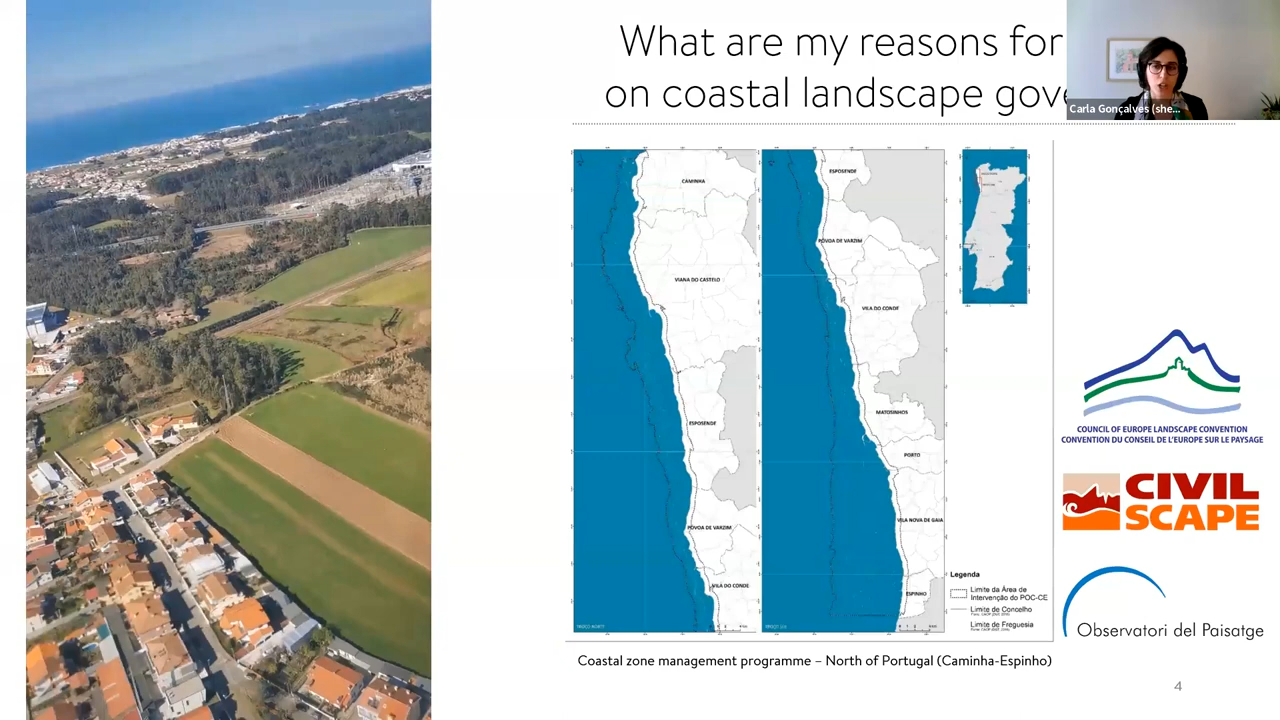 What are my reasons for
on coastal landscape gove
Carla Gonçalves (she...
CAMINHA
VIANA DO CASTELO
ESPOSENDE
PÓVOA DE VARZIM
VILA DO CONDE
ESPOSENDE
PÓVOA DE VARZIM
VILA DO CONDE
MATOSINHOS
PORTO
VILA NOVA DE GAIA
ESPINHO
Legenda
Limite da Área de
Intervenção do POC-CE
Limite de Concelho
Limite de Freguesia
COUNCIL OF EUROPE LANDSCAPE CONVENTION
CONVENTION DU CONSEIL DE L'EUROPE SUR LE PAYSAGE
CIVIL
SCAPE
Observatori del Paisatge
Coastal zone management programme – North of Portugal (Caminha-Espinho)
4